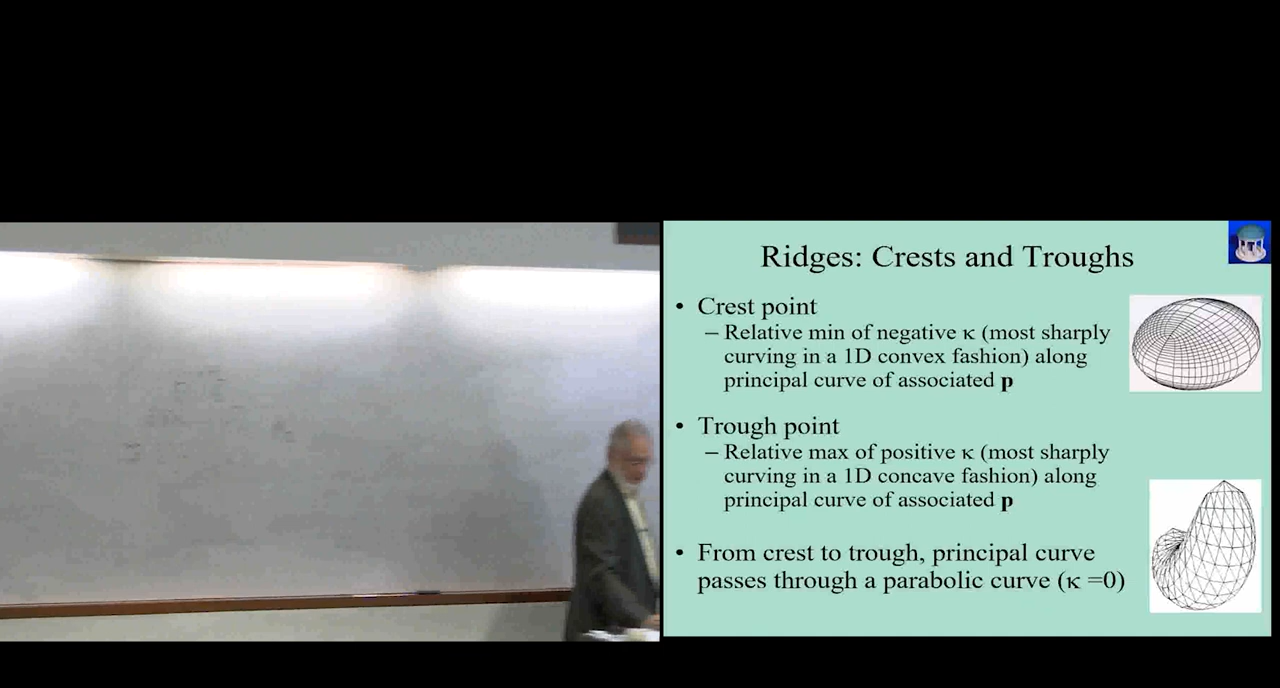 Ridges: Crests and Troughs
• Crest point
– Relative min of negative κ (most sharply
curving in a 1D convex fashion) along
principal curve of associated p
• Trough point
– Relative max of positive κ (most sharply
curving in a 1D concave fashion) along
principal curve of associated p
• From crest to trough, principal curve
passes through a parabolic curve (κ =0)